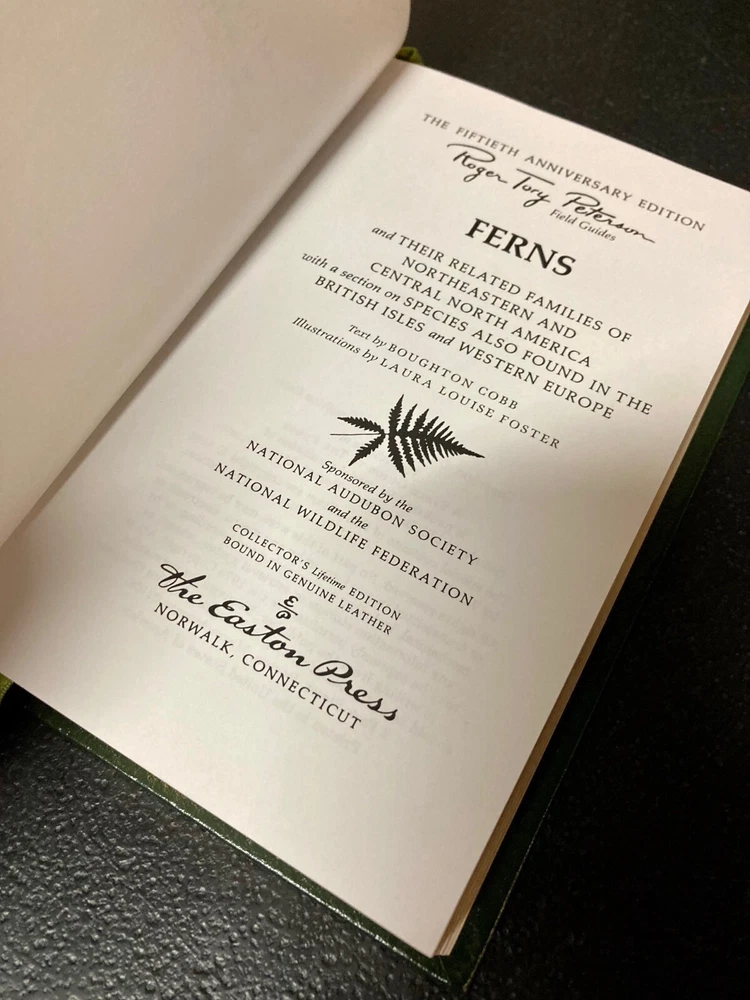 THE FIFTIETH ANNIVERSARY EDITION
Roger Tory Peterson
Field Guides
FERNS
and THEIR RELATED FAMILIES OF
NORTHEASTERN AND
CENTRAL NORTH AMERICA
with a section on SPECIES ALSO FOUND IN THE
BRITISH ISLES and WESTERN EUROPE
Text by BOUGHTON COBB
Illustrations by LAURA LOUISE FOSTER
Sponsored by the
NATIONAL AUDUBON SOCIETY
and the
NATIONAL WILDLIFE FEDERATION
COLLECTOR'S Lifetime EDITION
BOUND IN GENUINE LEATHER
The Easton Press
NORWALK, CONNECTICUT